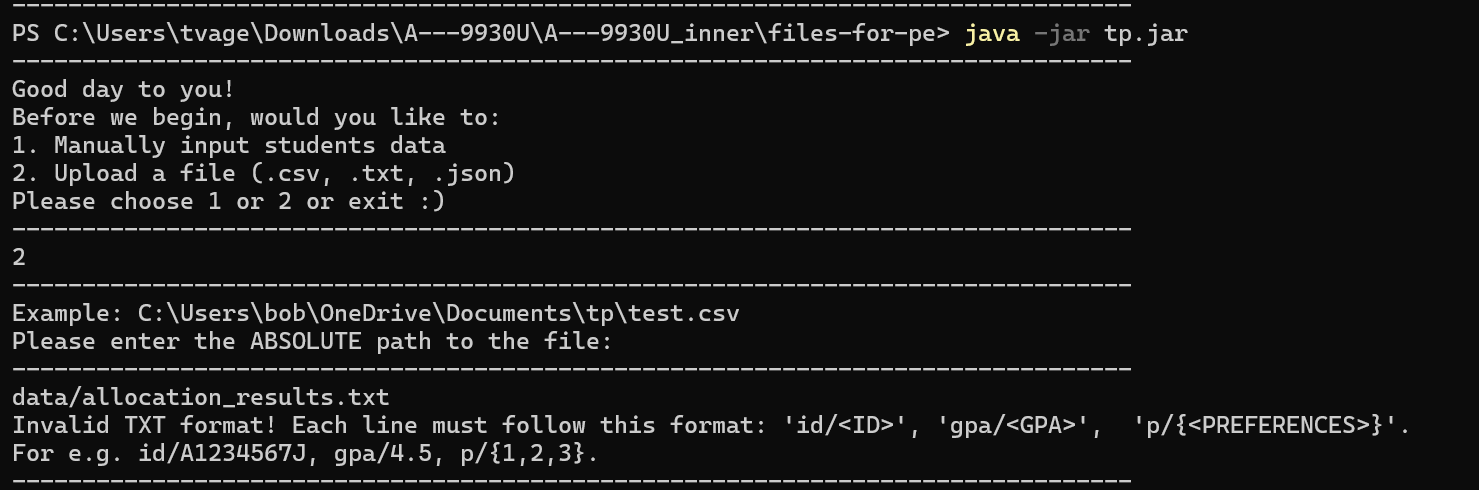 --------------------------------------------------------------------------------
PS C:\Users\tvage\Downloads\A---9930U\A---9930U_inner\files-for-pe> java -jar tp.jar
--------------------------------------------------------------------------------
Good day to you!
Before we begin, would you like to:
1. Manually input students data
2. Upload a file (.csv, .txt, .json)
Please choose 1 or 2 or exit :)
--------------------------------------------------------------------------------
2
--------------------------------------------------------------------------------
Example: C:\Users\bob\OneDrive\Documents\tp\test.csv
Please enter the ABSOLUTE path to the file:
--------------------------------------------------------------------------------
data/allocation_results.txt
Invalid TXT format! Each line must follow this format: 'id/<ID>', 'gpa/<GPA>',  'p/{<PREFERENCES>}'.
For e.g. id/A1234567J, gpa/4.5, p/{1,2,3}.
--------------------------------------------------------------------------------